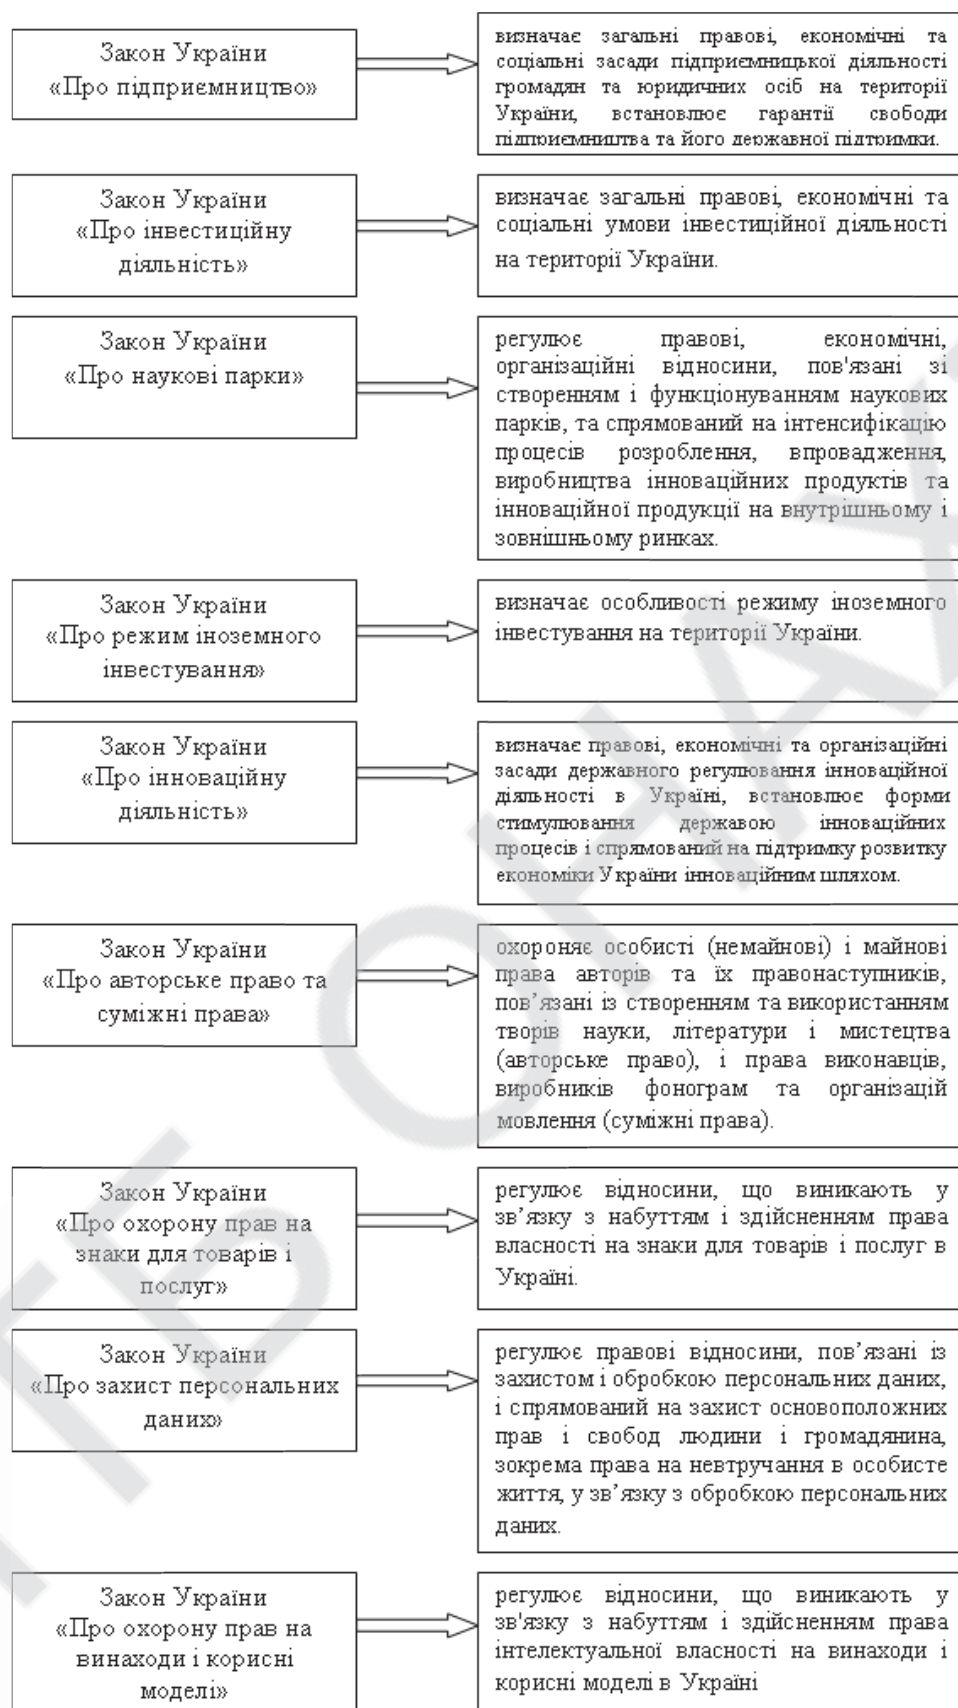 Закон України
«Про підприємництво»
визначає загальні правові, економічні та
соціальні засади підприємницької діяльності
громадян та юридичних осіб на території
України, встановлює гарантії свободи
підприємництва та його державної підтримки.
Закон України
«Про інвестиційну
діяльність»
визначає загальні правові, економічні та
соціальні умови інвестиційної діяльності
на території України.
Закон України
«Про наукові парки»
регулює правові, економічні,
організаційні відносини, пов'язані зі
створенням і функціонуванням наукових
парків, та спрямований на інтенсифікацію
процесів розроблення, впровадження,
виробництва інноваційних продуктів та
інноваційної продукції на внутрішньому і
зовнішньому ринках.
Закон України
«Про режим іноземного
інвестування»
визначає особливості режиму іноземного
інвестування на території України.
Закон України
«Про інноваційну
діяльність»
визначає правові, економічні та організаційні
засади державного регулювання інноваційної
діяльності в Україні, встановлює форми
стимулювання державою інноваційних
процесів і спрямований на підтримку розвитку
економіки України інноваційним шляхом.
Закон України
«Про авторське право та
суміжні права»
охороняє особисті (немайнові) і майнові
права авторів та їх правонаступників,
пов’язані із створенням та використанням
творів науки, літератури і мистецтва
(авторське право), і права виконавців,
виробників фонограм та організацій
мовлення (суміжні права).
Закон України
«Про охорону прав на
знаки для товарів і
послуг»
регулює відносини, що виникають у
зв’язку з набуттям і здійсненням права
власності на знаки для товарів і послуг в
Україні.
Закон України
«Про захист персональних
даних»
регулює правові відносини, пов’язані із
захистом і обробкою персональних даних,
і спрямований на захист основоположних
прав і свобод людини і громадянина,
зокрема права на невтручання в особисте
життя, у зв’язку з обробкою персональних
даних.
Закон України
«Про охорону прав на
винаходи і корисні
моделі»
регулює відносини, що виникають у
зв'язку з набуттям і здійсненням права
інтелектуальної власності на винаходи і
корисні моделі в Україні